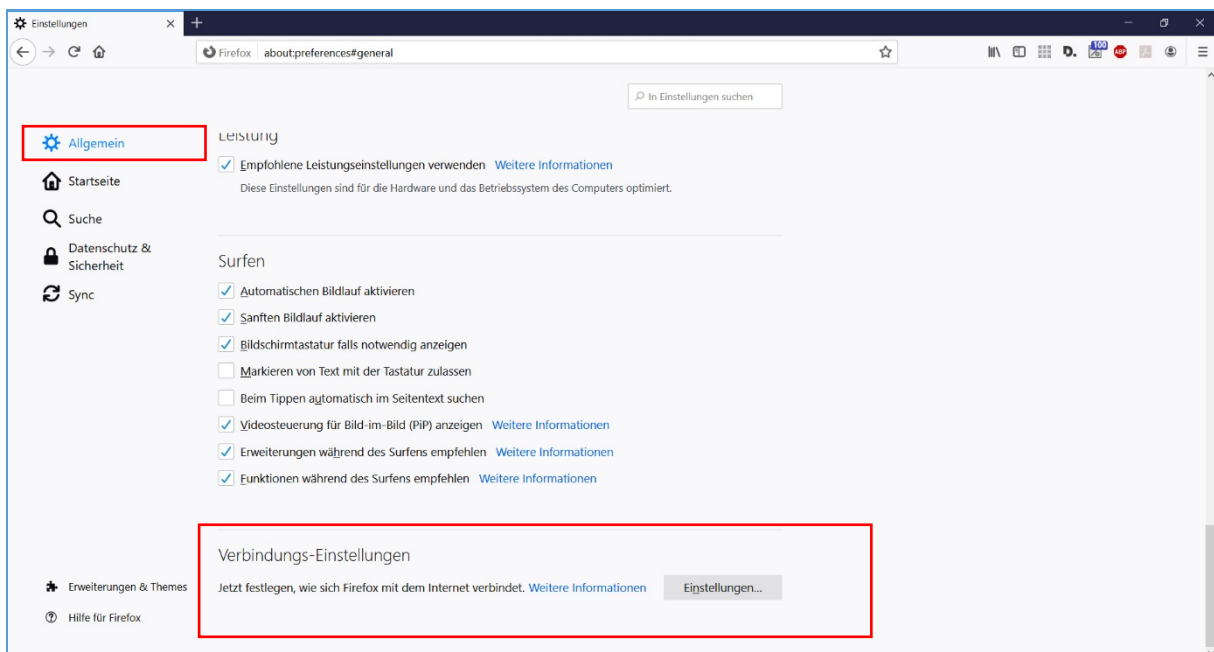 Einstellungen
Firefox about:preferences#general
D. 100 ABP
In Einstellungen suchen
Allgemein
Startseite
Suche
Datenschutz &
Sicherheit
Sync
Leistung
Empfohlene Leistungseinstellungen verwenden Weitere Informationen
Diese Einstellungen sind für die Hardware und das Betriebssystem des Computers optimiert.
Surfen
Automatischen Bildlauf aktivieren
Sanften Bildlauf aktivieren
Bildschirmtastatur falls notwendig anzeigen
Markieren von Text mit der Tastatur zulassen
Beim Tippen automatisch im Seitentext suchen
Videosteuerung für Bild-im-Bild (PiP) anzeigen Weitere Informationen
Erweiterungen während des Surfens empfehlen Weitere Informationen
Funktionen während des Surfens empfehlen Weitere Informationen
Verbindungs-Einstellungen
Jetzt festlegen, wie sich Firefox mit dem Internet verbindet. Weitere Informationen Einstellungen...
Erweiterungen & Themes
Hilfe für Firefox